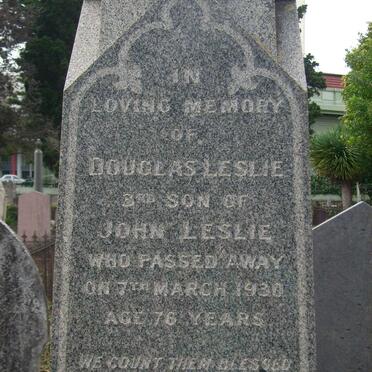 IN
LOVING MEMORY
OF
DOUGLAS LESLIE
3RD SON OF
JOHN LESLIE
WHO PASSED AWAY
ON 7TH MARCH 1930
AGE 76 YEARS
WE COUNT THEM BLESSED